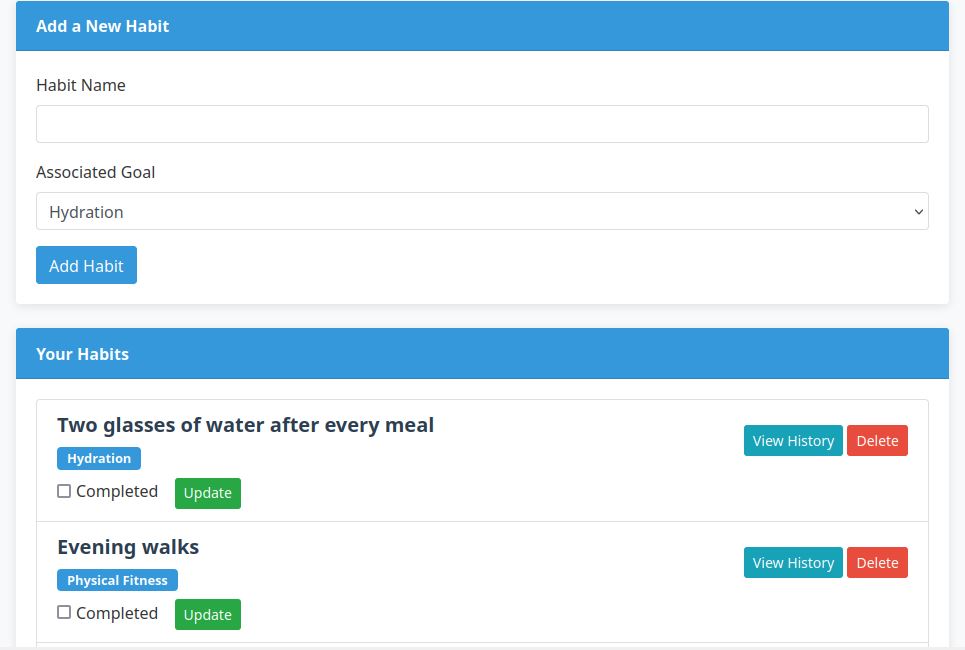 Add a New Habit
Habit Name
Associated Goal
Hydration
Add Habit
Your Habits
Two glasses of water after every meal
View History Delete
Hydration
Completed Update
Evening walks
View History Delete
Physical Fitness
Completed Update